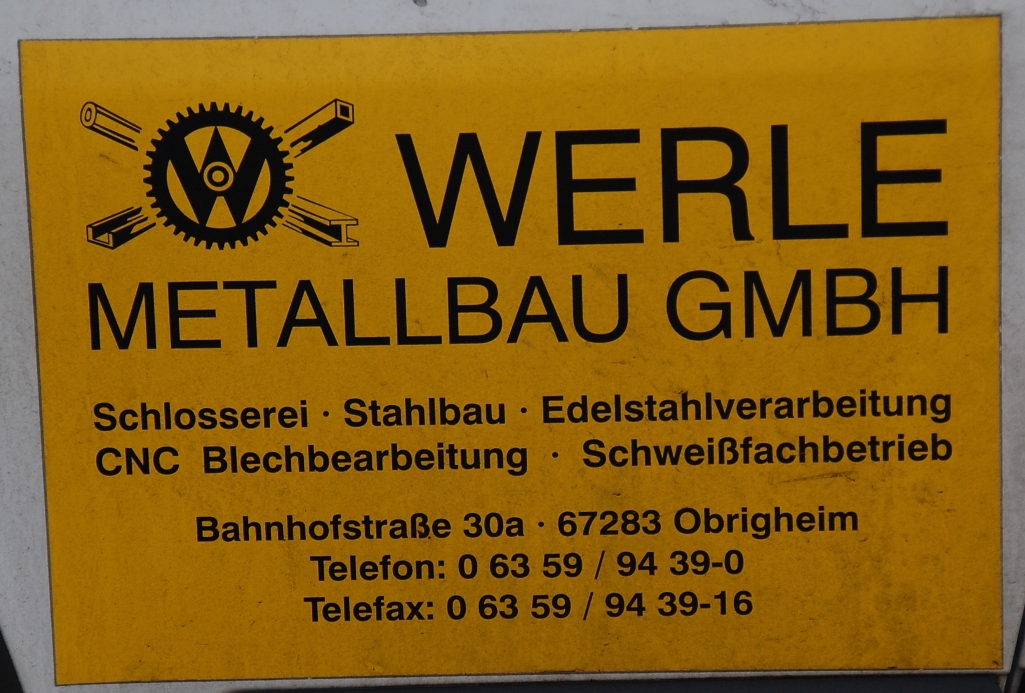 W
WERLE
METALLBAU GMBH
Schlosserei · Stahlbau · Edelstahlverarbeitung
CNC Blechbearbeitung · Schweißfachbetrieb
Bahnhofstraße 30a · 67283 Obrigheim
Telefon: 0 63 59 / 94 39-0
Telefax: 0 63 59 / 94 39-16